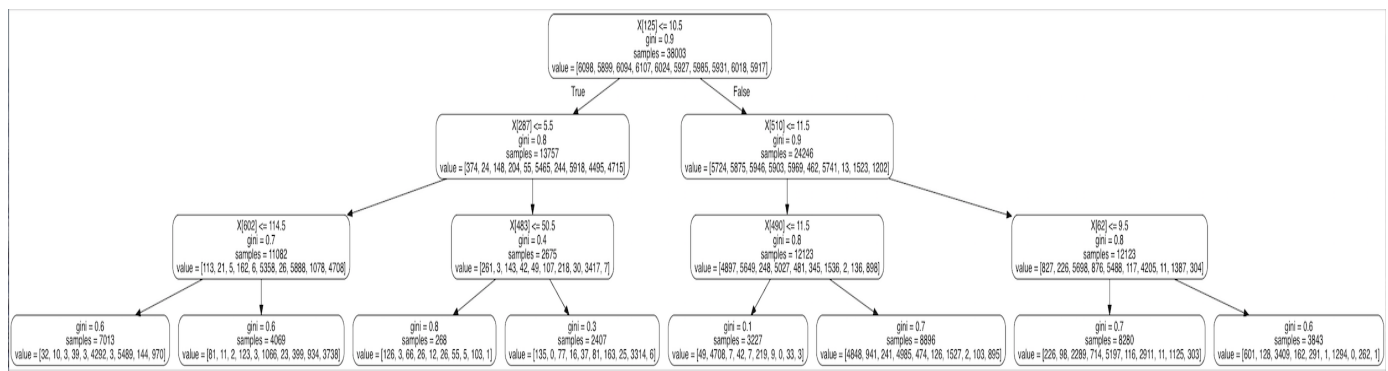 X[125] <= 10.5
gini = 0.9
samples = 38003
value = [6098, 5899, 6094, 6107, 6024, 5927, 5985, 5931, 6018, 5917]
True
False
X[287] <= 5.5
gini = 0.8
samples = 13757
value = [374, 24, 148, 204, 55, 5465, 244, 5918, 4495, 4715]
X[510] <= 11.5
gini = 0.9
samples = 24246
value = [5724, 5875, 5946, 5903, 5969, 462, 5741, 13, 1523, 1202]
X[602] <= 114.5
gini = 0.7
samples = 11082
value = [113, 21, 5, 162, 6, 5358, 26, 5888, 1078, 4708]
X[483] <= 50.5
gini = 0.4
samples = 2675
value = [261, 3, 143, 42, 49, 107, 218, 30, 3417, 7]
X[490] <= 11.5
gini = 0.8
samples = 12123
value = [4897, 5649, 248, 5027, 481, 345, 1536, 2, 136, 898]
X[62] <= 9.5
gini = 0.8
samples = 12123
value = [827, 226, 5698, 876, 5488, 117, 4205, 11, 1387, 304]
gini = 0.6
samples = 7013
value = [32, 10, 3, 39, 3, 4292, 3, 5489, 144, 970]
gini = 0.6
samples = 4069
value = [81, 11, 2, 123, 3, 1066, 23, 399, 934, 3738]
gini = 0.8
samples = 268
value = [126, 3, 66, 26, 12, 26, 55, 5, 103, 1]
gini = 0.3
samples = 2407
value = [135, 0, 77, 16, 37, 81, 163, 25, 3314, 6]
gini = 0.1
samples = 3227
value = [49, 4708, 7, 42, 7, 219, 9, 0, 33, 3]
gini = 0.7
samples = 8896
value = [4848, 941, 241, 4985, 474, 126, 1527, 2, 103, 895]
gini = 0.7
samples = 8280
value = [226, 98, 2289, 714, 5197, 116, 2911, 11, 1125, 303]
gini = 0.6
samples = 3843
value = [601, 128, 3409, 162, 291, 1, 1294, 0, 262, 1]